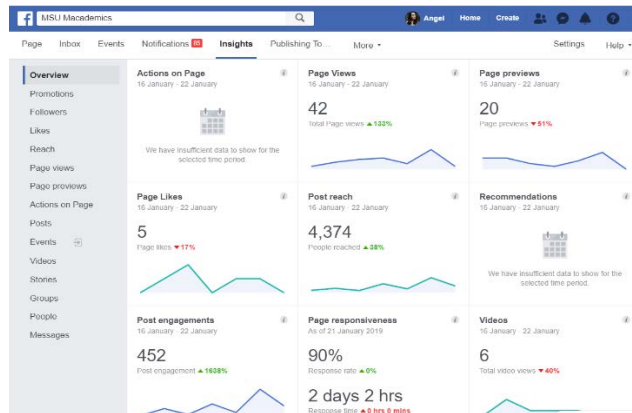 MSU Macademics
Angel Home Create
Page Inbox Events Notifications 85 Insights Publishing To... More Settings Help
Overview
Promotions
Followers
Likes
Reach
Page views
Page previews
Actions on Page
Posts
Events
Videos
Stories
Groups
People
Messages
Actions on Page
16 January - 22 January
We have insufficient data to show for the
selected time period.
Page Views
16 January - 22 January
42
Total Page views ▲133%
Page previews
16 January - 22 January
20
Page previews ▼51%
Page Likes
16 January - 22 January
5
Page likes ▼17%
Post reach
16 January - 22 January
4,374
People reached ▲38%
Recommendations
16 January - 22 January
We have insufficient data to show for the
selected time period.
Post engagements
16 January - 22 January
452
Post engagement ▲1638%
Page responsiveness
As of 21 January 2019
90%
Response rate ▲0%
2 days 2 hrs
Response time ▲0 hrs 0 mins
Videos
16 January - 22 January
6
Total video views ▼40%